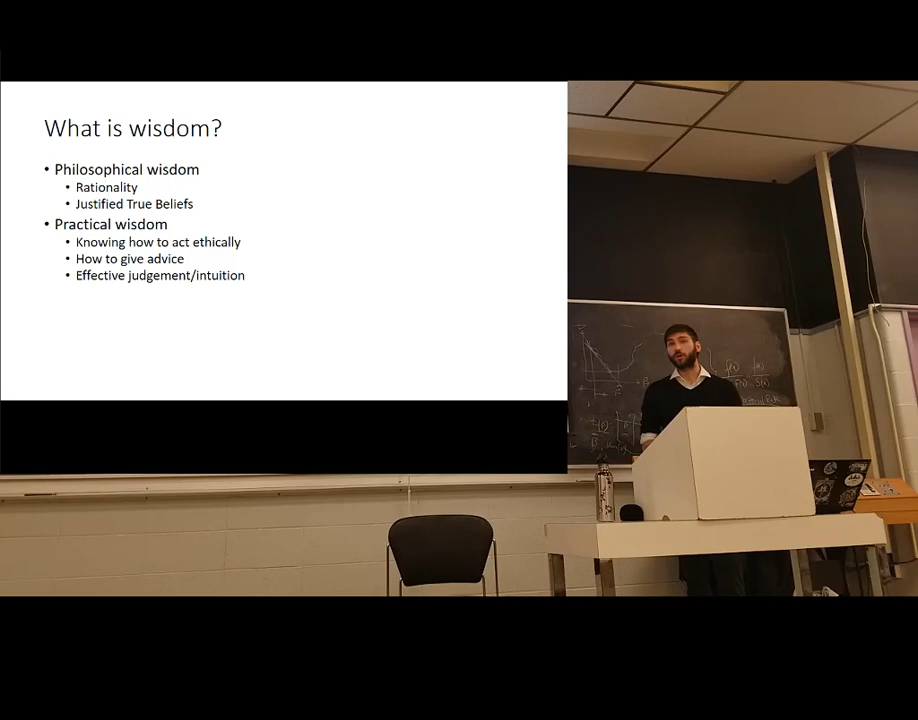 What is wisdom?
• Philosophical wisdom
• Rationality
• Justified True Beliefs
• Practical wisdom
• Knowing how to act ethically
• How to give advice
• Effective judgement/intuition